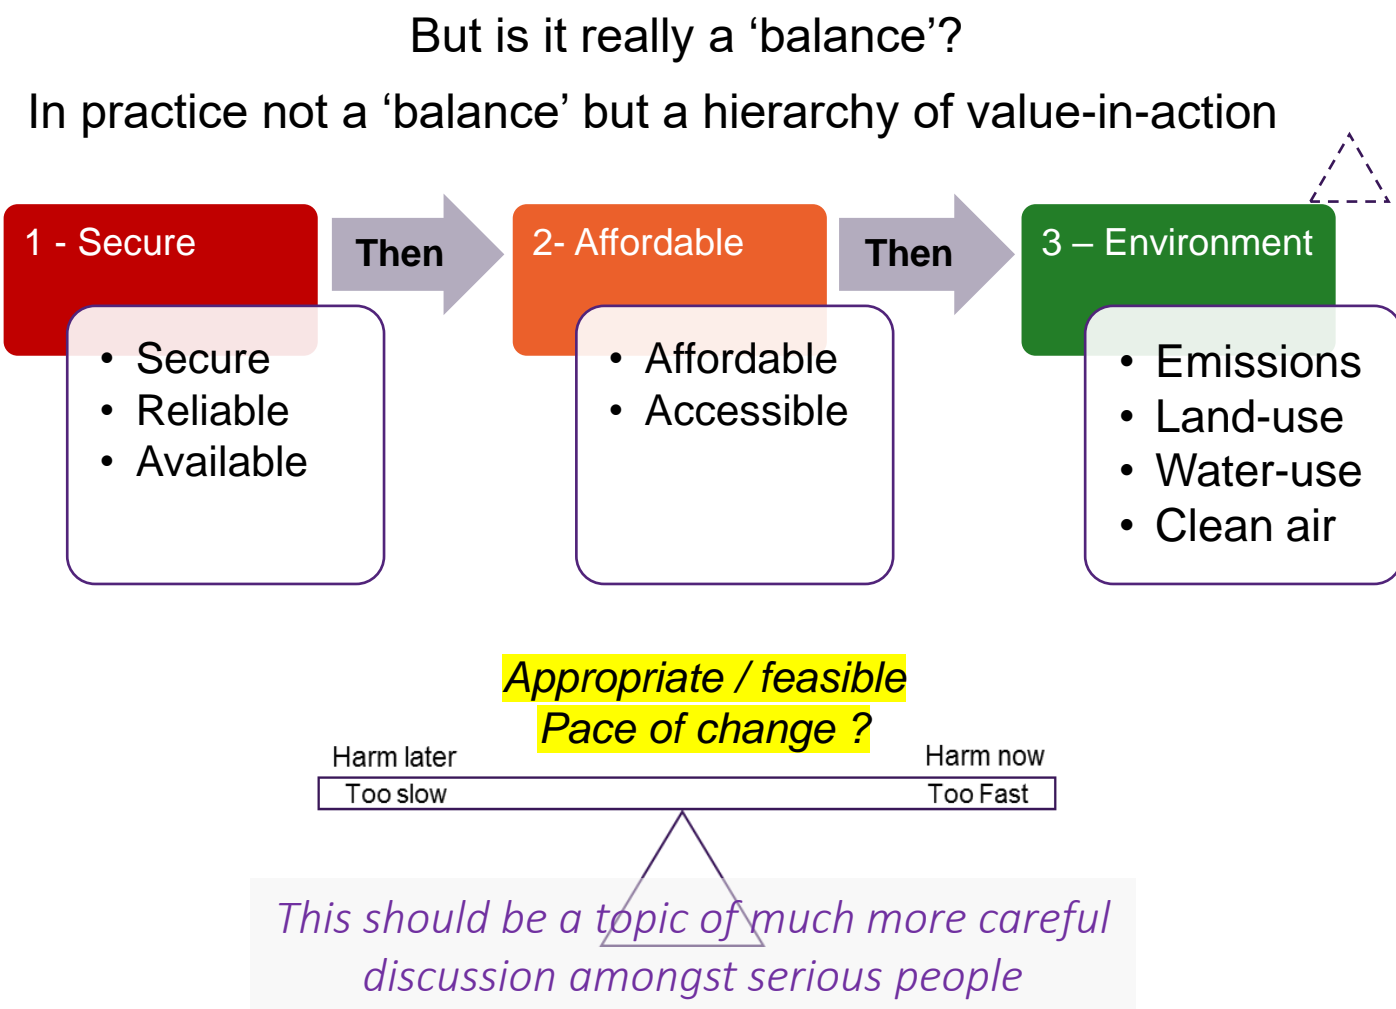 But is it really a ‘balance’?
In practice not a ‘balance’ but a hierarchy of value-in-action
1 - Secure
Then
2- Affordable
Then
3 – Environment
• Secure
• Reliable
• Available
• Affordable
• Accessible
• Emissions
• Land-use
• Water-use
• Clean air
Appropriate / feasible
Pace of change ?
Harm later
Harm now
Too slow
Too Fast
This should be a topic of much more careful
discussion amongst serious people